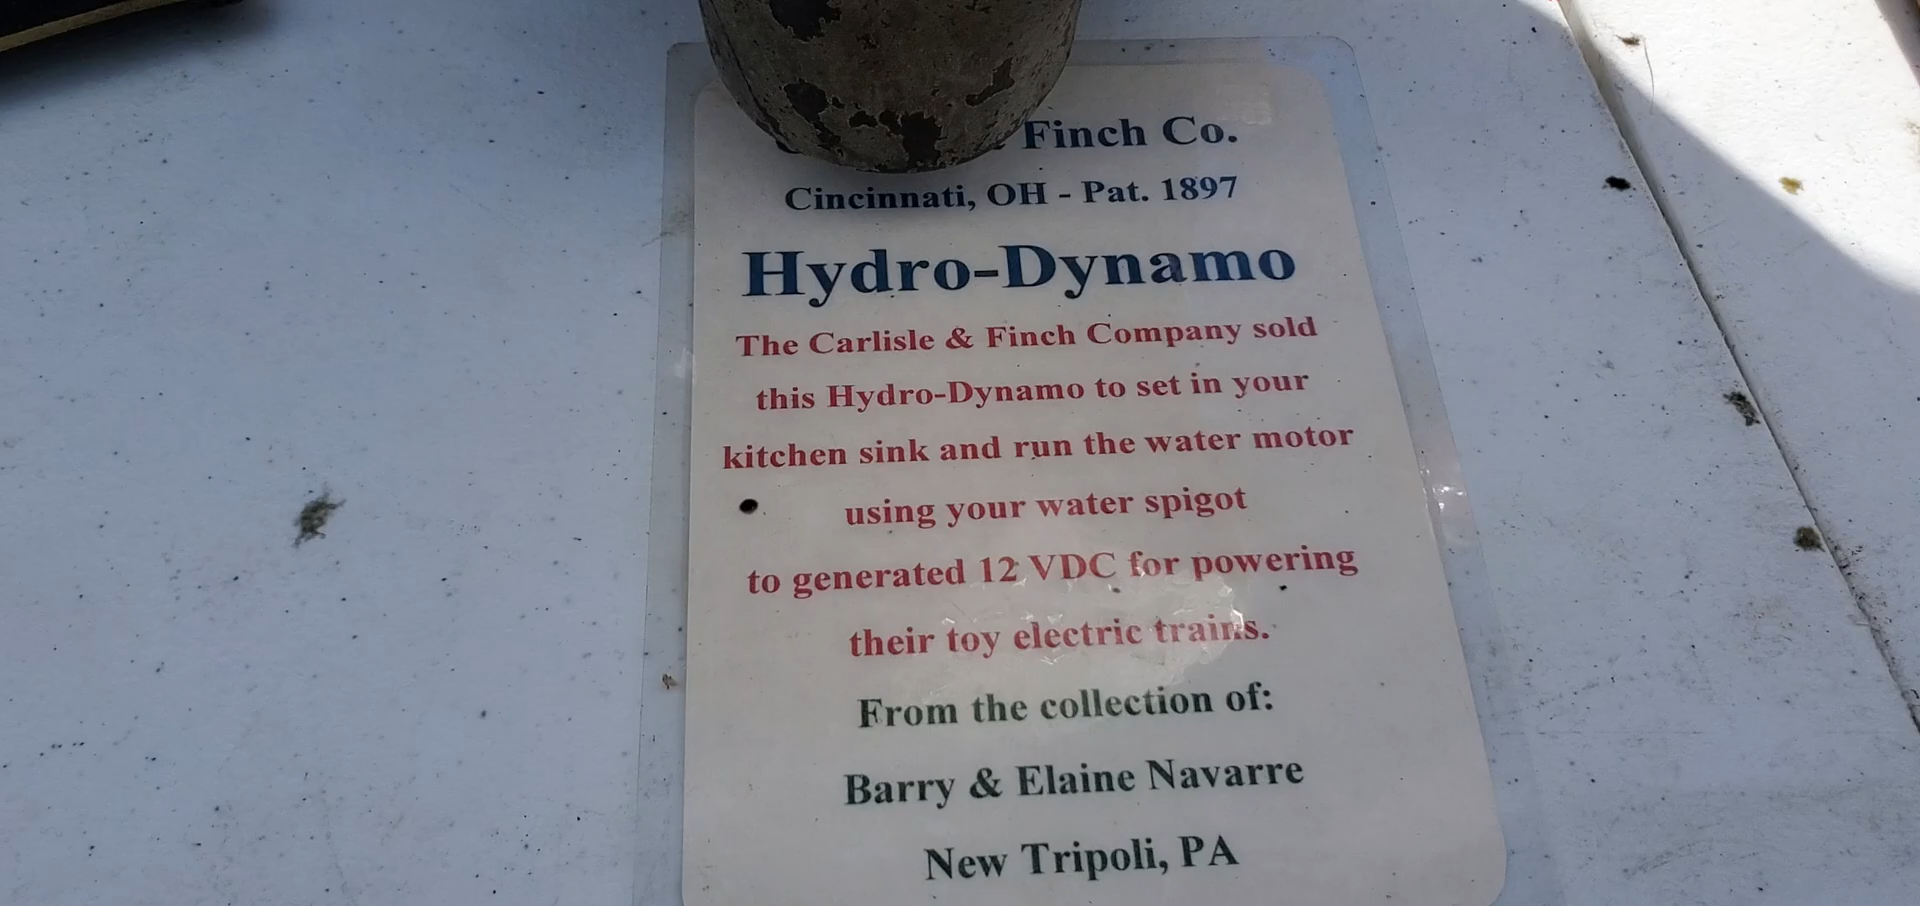 Finch Co.
Cincinnati, OH - Pat. 1897
Hydro-Dynamo
The Carlisle & Finch Company sold
this Hydro-Dynamo to set in your
kitchen sink and run the water motor
using your water spigot
to generated 12 VDC for powering
their toy electric trains.
From the collection of:
Barry & Elaine Navarre
New Tripoli, PA